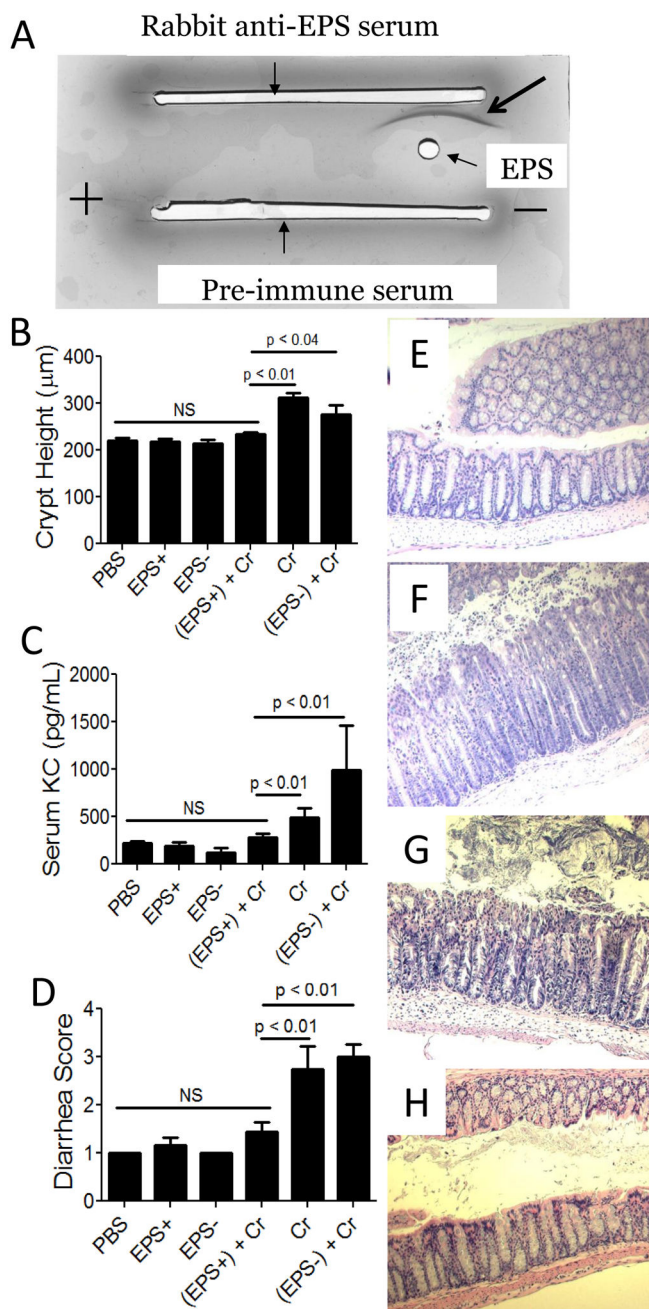 A
Rabbit anti-EPS serum
EPS
+
−
Pre-immune serum
B
Crypt Height (μm)
400
300
200
100
0
NS
p < 0.01
p < 0.04
PBS
EPS+
EPS-
(EPS+) + Cr
Cr
(EPS-) + Cr
C
Serum KC (pg/mL)
2000
1500
1000
500
0
NS
p < 0.01
p < 0.01
PBS
EPS+
EPS-
(EPS+) + Cr
Cr
(EPS-) + Cr
D
Diarrhea Score
4
3
2
1
0
NS
p < 0.01
p < 0.01
PBS
EPS+
EPS-
(EPS+) + Cr
Cr
(EPS-) + Cr
E
F
G
H